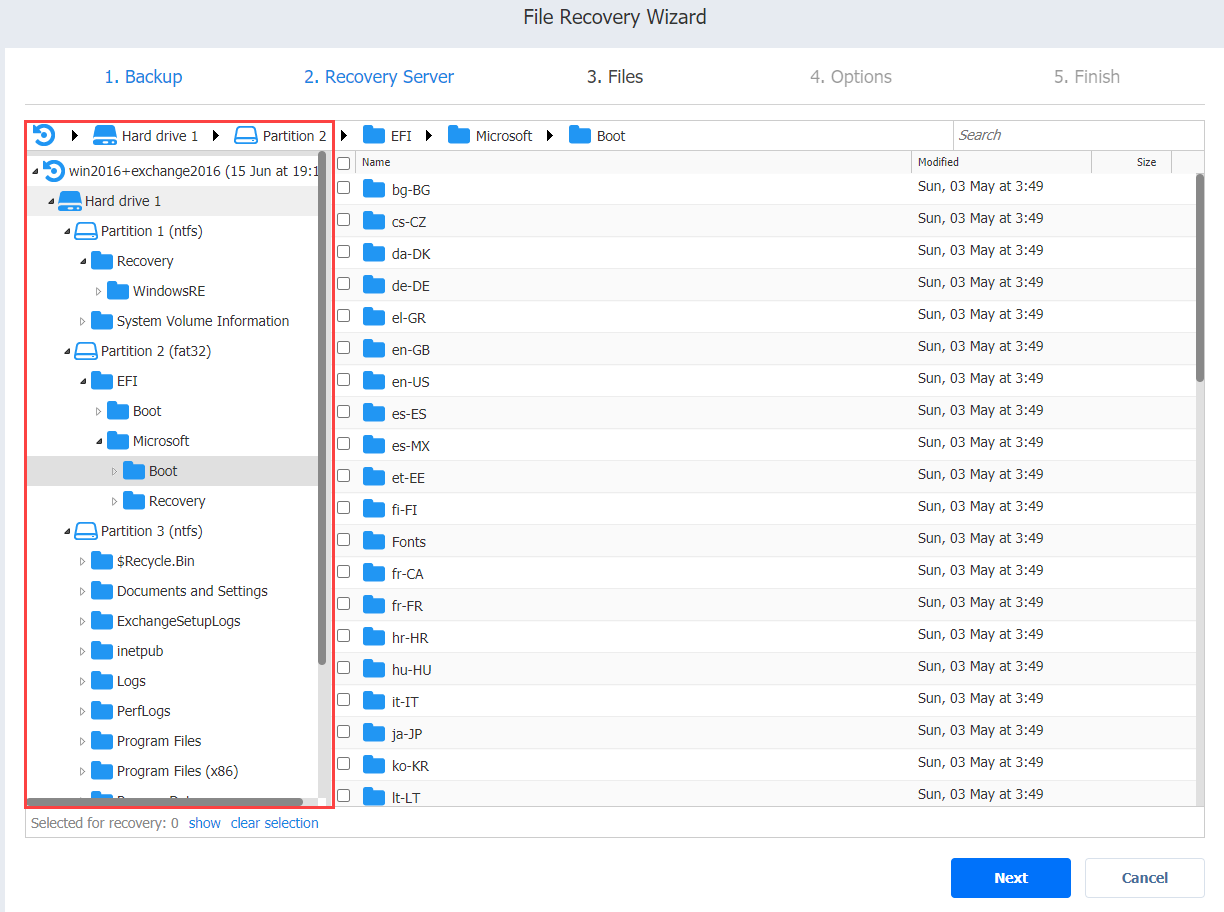 File Recovery Wizard
1. Backup 2. Recovery Server 3. Files 4. Options 5. Finish
Hard drive 1 Partition 2 EFI Microsoft Boot Search
win2016+exchange2016 (15 Jun at 19:1
Hard drive 1
Partition 1 (ntfs)
Recovery
WindowsRE
System Volume Information
Partition 2 (fat32)
EFI
Boot
Microsoft
Boot
Recovery
Partition 3 (ntfs)
$Recycle.Bin
Documents and Settings
ExchangeSetupLogs
inetpub
Logs
PerfLogs
Program Files
Program Files (x86)
Name Modified Size
bg-BG Sun, 03 May at 3:49
cs-CZ Sun, 03 May at 3:49
da-DK Sun, 03 May at 3:49
de-DE Sun, 03 May at 3:49
el-GR Sun, 03 May at 3:49
en-GB Sun, 03 May at 3:49
en-US Sun, 03 May at 3:49
es-ES Sun, 03 May at 3:49
es-MX Sun, 03 May at 3:49
et-EE Sun, 03 May at 3:49
fi-FI Sun, 03 May at 3:49
Fonts Sun, 03 May at 3:49
fr-CA Sun, 03 May at 3:49
fr-FR Sun, 03 May at 3:49
hr-HR Sun, 03 May at 3:49
hu-HU Sun, 03 May at 3:49
it-IT Sun, 03 May at 3:49
ja-JP Sun, 03 May at 3:49
ko-KR Sun, 03 May at 3:49
lt-LT Sun, 03 May at 3:49
Selected for recovery: 0 show clear selection
Next Cancel